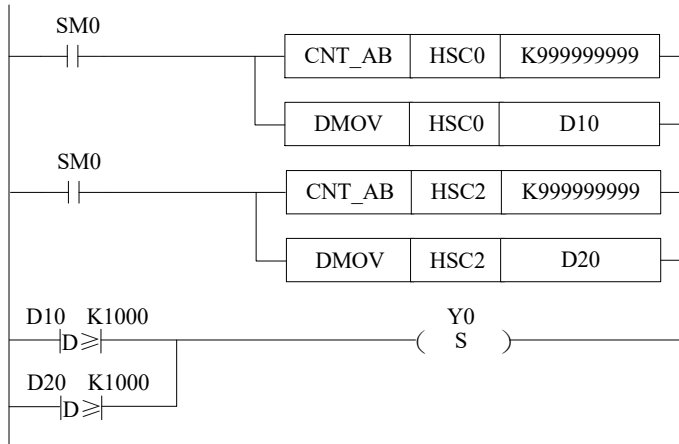 SM0
CNT_AB HSC0 K999999999
DMOV HSC0 D10
SM0
CNT_AB HSC2 K999999999
DMOV HSC2 D20
D10 K1000 Y0
D≥ S
D20 K1000
D≥